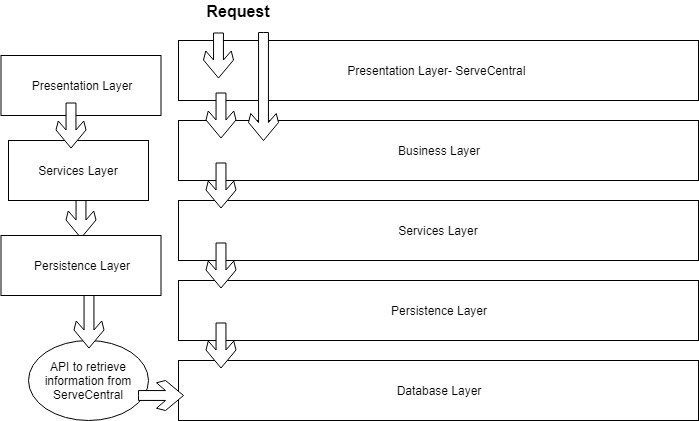 Request
Presentation Layer
Services Layer
Persistence Layer
API to retrieve
information from
ServeCentral
Presentation Layer- ServeCentral
Business Layer
Services Layer
Persistence Layer
Database Layer